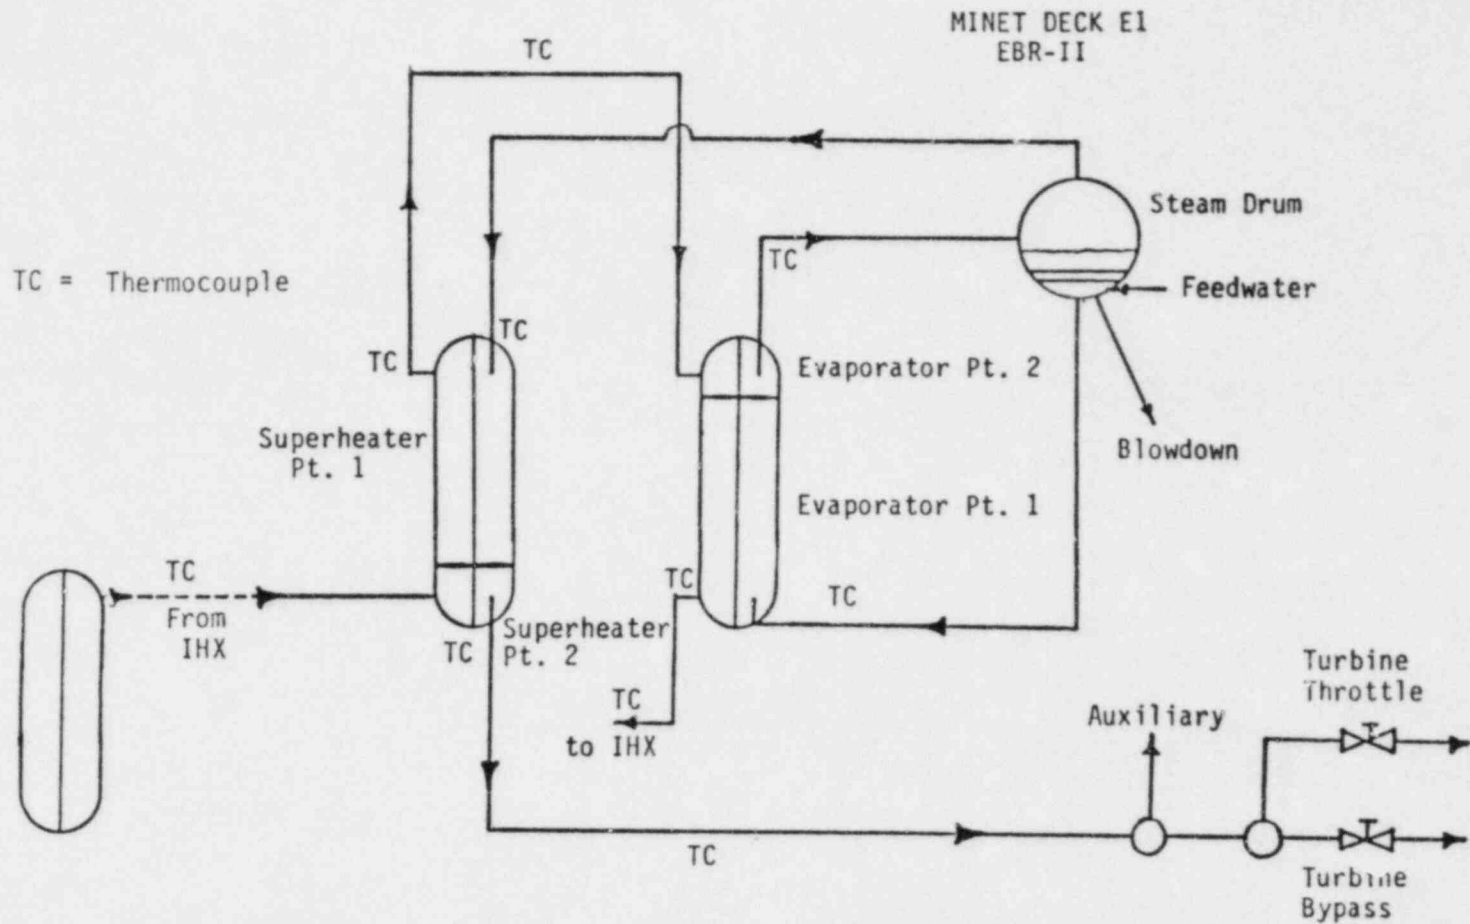 MINET DECK E1
EBR-II
TC
Steam Drum
TC
TC = Thermocouple
Feedwater
TC
TC
Evaporator Pt. 2
Superheater
Pt. 1
Blowdown
Evaporator Pt. 1
TC
TC
TC
From
IHX
Superheater
TC
Pt. 2
TC
to IHX
Turbine
Throttle
Auxiliary
TC
Turbine
Bypass